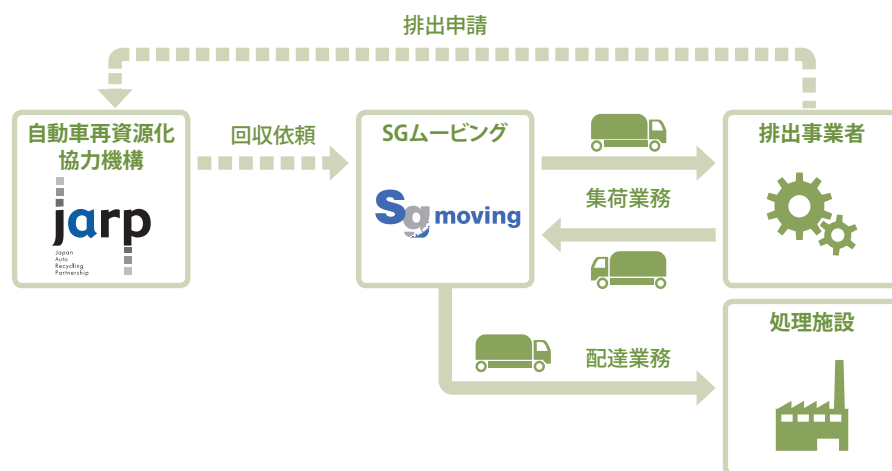 排出申請
自動車再資源化
協力機構
jarp
Japan
Auto
Recycling
Partnership
回収依頼
SGムービング
Sg moving
集荷業務
排出事業者
配達業務
処理施設